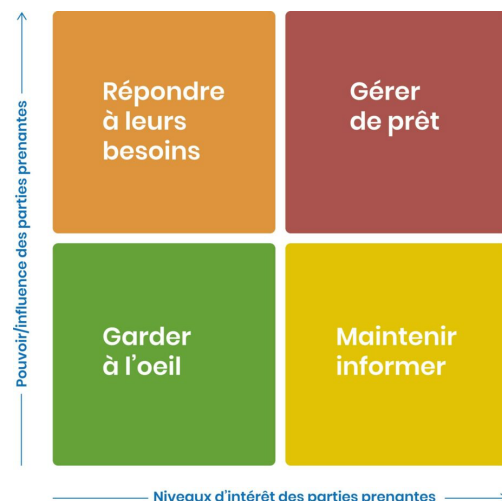 Pouvoir/influence des parties prenantes
Répondre
à leurs
besoins
Gérer
de prêt
Garder
à l'oeil
Maintenir
informer
Niveaux d'intérêt des parties prenantes